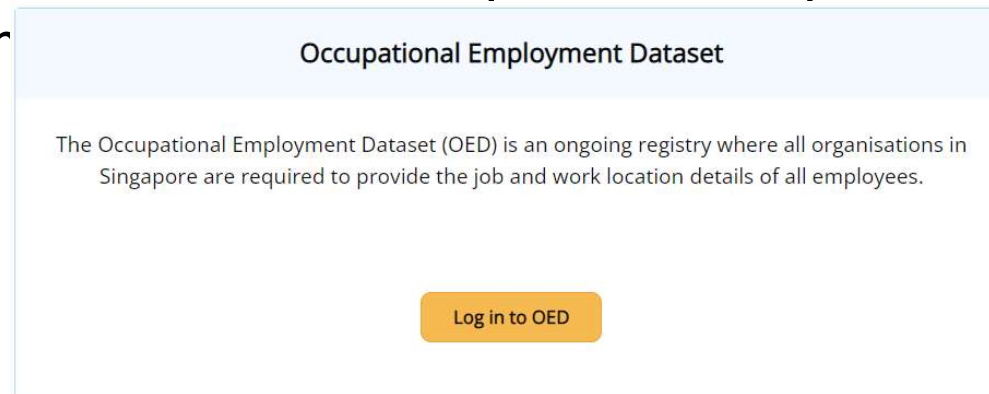 Occupational Employment Dataset
The Occupational Employment Dataset (OED) is an ongoing registry where all organisations in
Singapore are required to provide the job and work location details of all employees.
Log in to OED